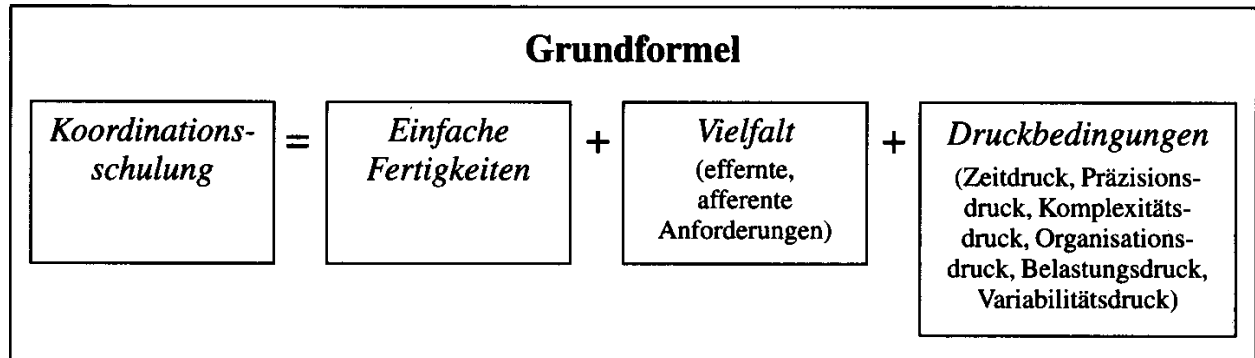 Grundformel
Koordinations-
schulung
=
Einfache
Fertigkeiten
+
Vielfalt
(effernte,
afferente
Anforderungen)
+
Druckbedingungen
(Zeitdruck, Präzisions-
druck, Komplexitäts-
druck, Organisations-
druck, Belastungsdruck,
Variabilitätsdruck)